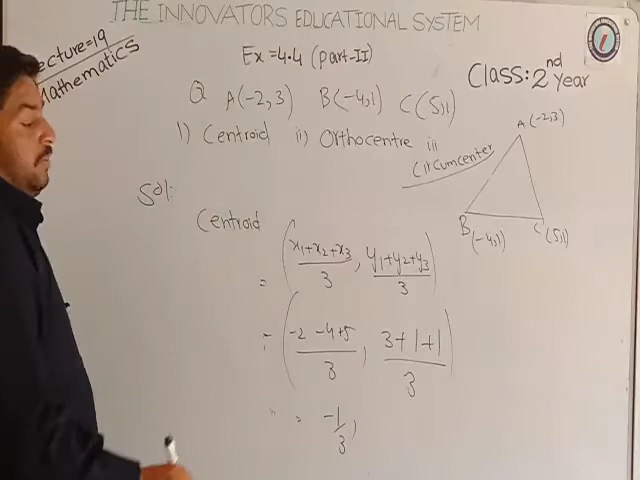 THE INNOVATORS EDUCATIONAL SYSTEM
Lecture=19
Mathematics
Ex=4.4 (part-II)
Class: 2nd year
Q A(-2,3) B(-4,1) C(5,1)
i) Centroid ii) Orthocentre iii
Circumcenter
A(-2,3)
B(-4,1)
C(5,1)
Sol:
Centroid
= (x1+x2+x3/3, y1+y2+y3/3)
= (-2-4+5/3, 3+1+1/3)
= -1/3,